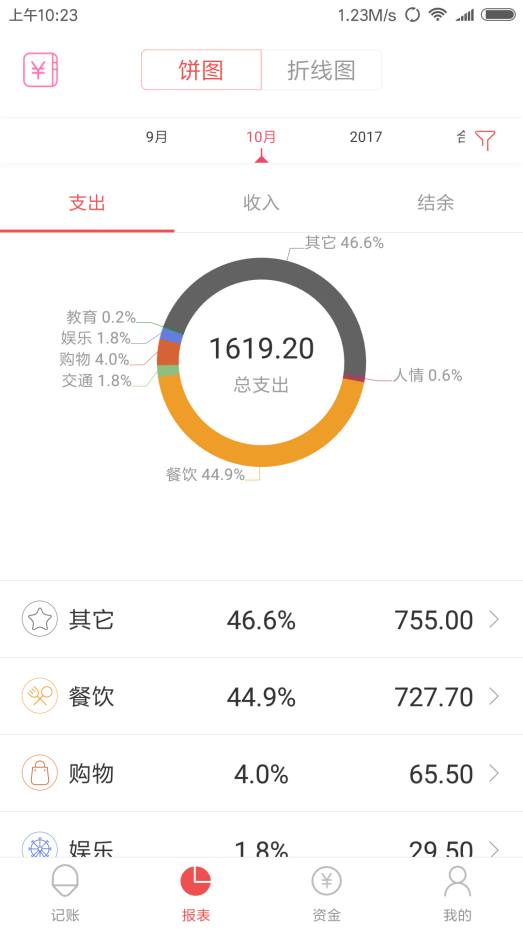 上午10:23 1.23M/s
饼图 折线图
9月 10月 2017
支出 收入 结余
其它 46.6%
教育 0.2%
娱乐 1.8%
购物 4.0%
交通 1.8%
1619.20
总支出
人情 0.6%
餐饮 44.9%
其它 46.6% 755.00
餐饮 44.9% 727.70
购物 4.0% 65.50
娱乐 1.8% 29.50
记账 报表 资金 我的